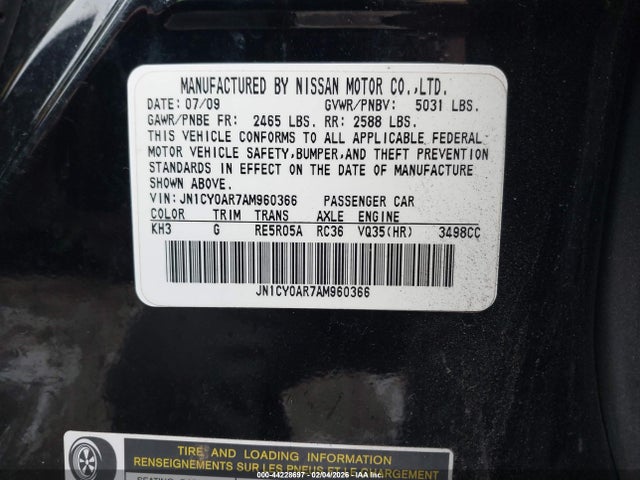 MANUFACTURED BY NISSAN MOTOR CO.,LTD.
DATE: 07/09 GVWR/PNBV: 5031 LBS.
GAWR/PNBE FR: 2465 LBS. RR: 2588 LBS.
THIS VEHICLE CONFORMS TO ALL APPLICABLE FEDERAL
MOTOR VEHICLE SAFETY,BUMPER,AND THEFT PREVENTION
STANDARDS IN EFFECT ON THE DATE OF MANUFACTURE
SHOWN ABOVE.
VIN: JN1CY0AR7AM960366 PASSENGER CAR
COLOR TRIM TRANS AXLE ENGINE
KH3 G RE5R05A RC36 VQ35(HR) 3498CC
JN1CY0AR7AM960366
TIRE AND LOADING INFORMATION
RENSEIGNEMENTS SUR LES PNEUS ET LE CHARGEMENT
000-44228697 - 02/04/2026 - IAAI.COM